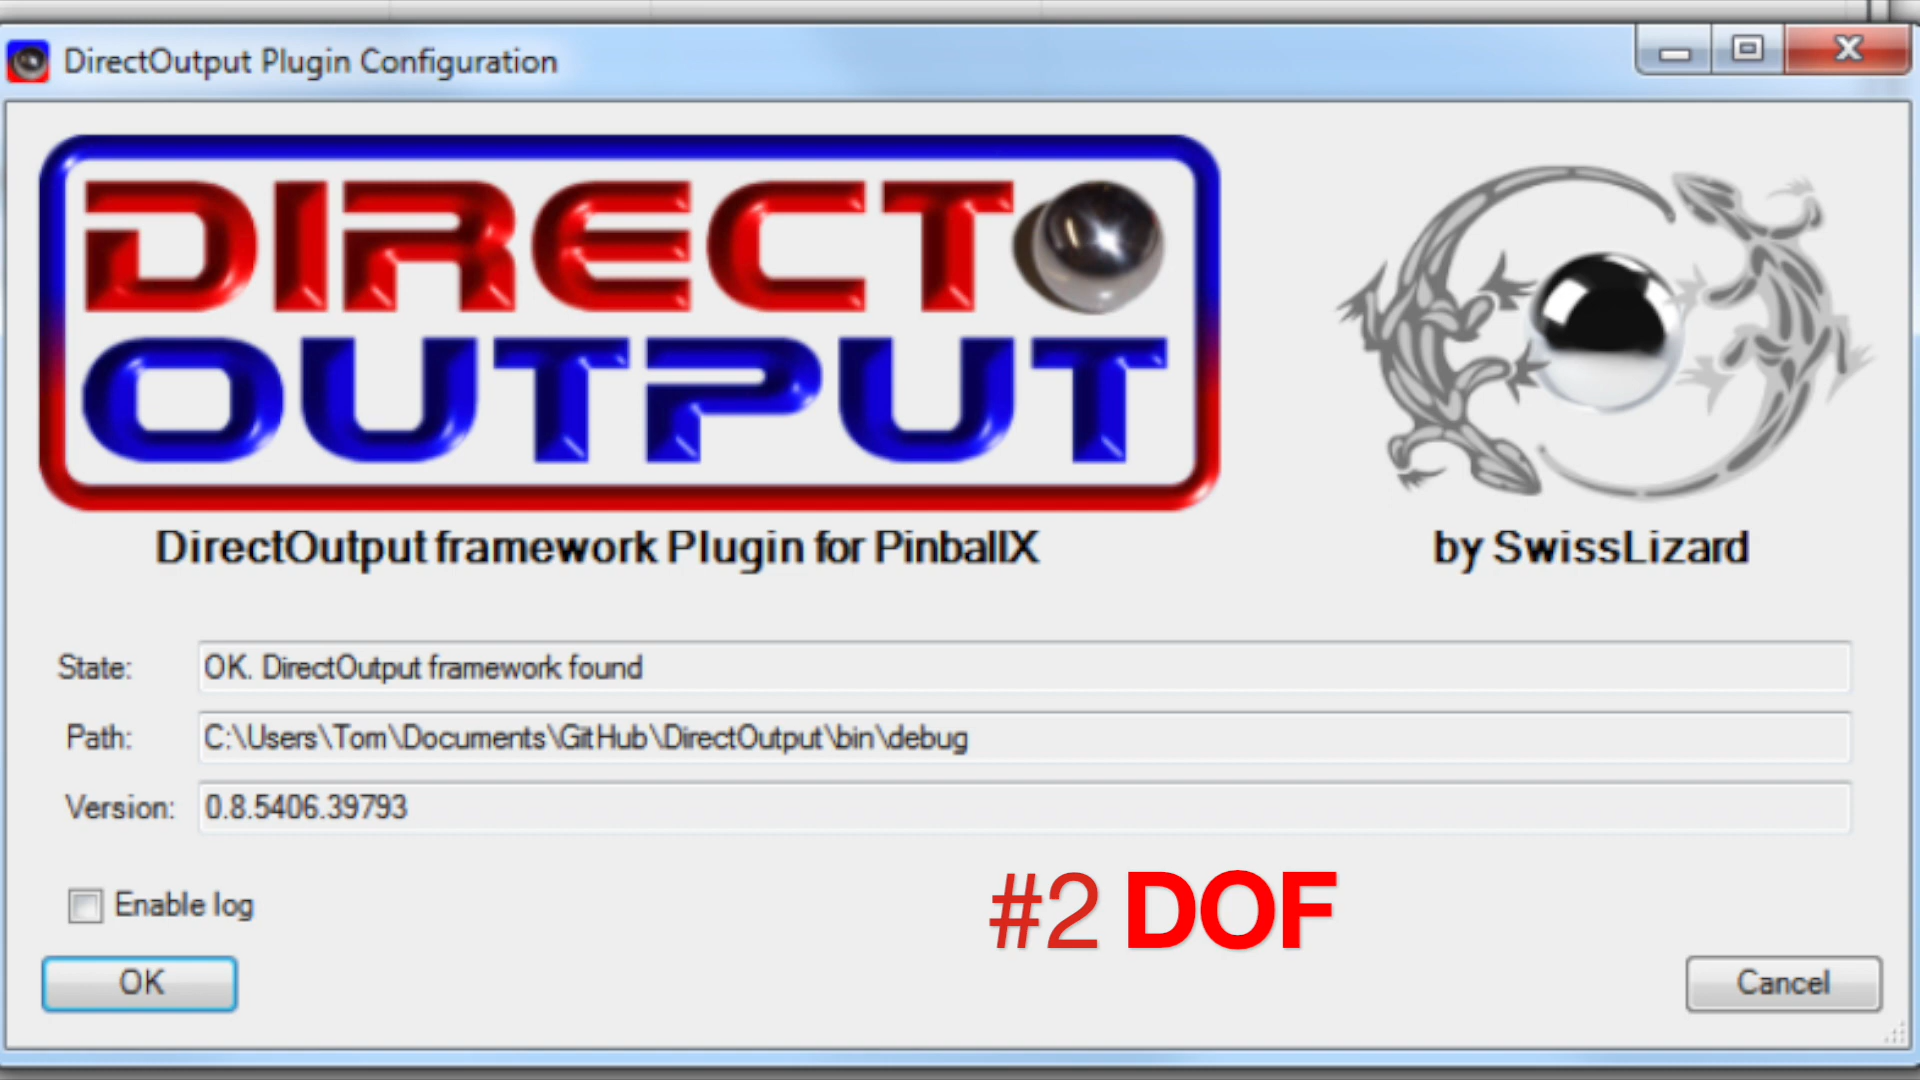 DirectOutput Plugin Configuration
DIRECT
OUTPUT
DirectOutput framework Plugin for PinballX
by SwissLizard
State: OK. DirectOutput framework found
Path: C:\Users\Tom\Documents\GitHub\DirectOutput\bin\debug
Version: 0.8.5406.39793
#2 DOF
Enable log
OK
Cancel